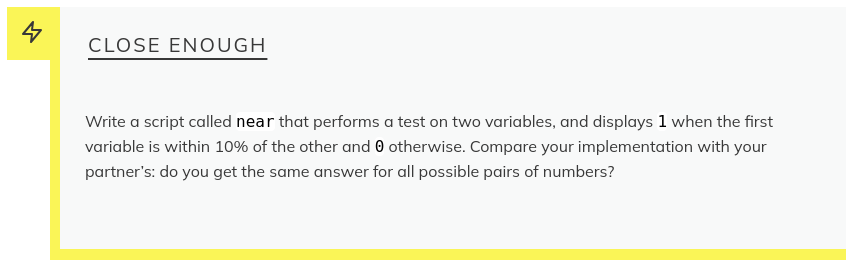 CLOSE ENOUGH
Write a script called near that performs a test on two variables, and displays 1 when the first
variable is within 10% of the other and 0 otherwise. Compare your implementation with your
partner’s: do you get the same answer for all possible pairs of numbers?